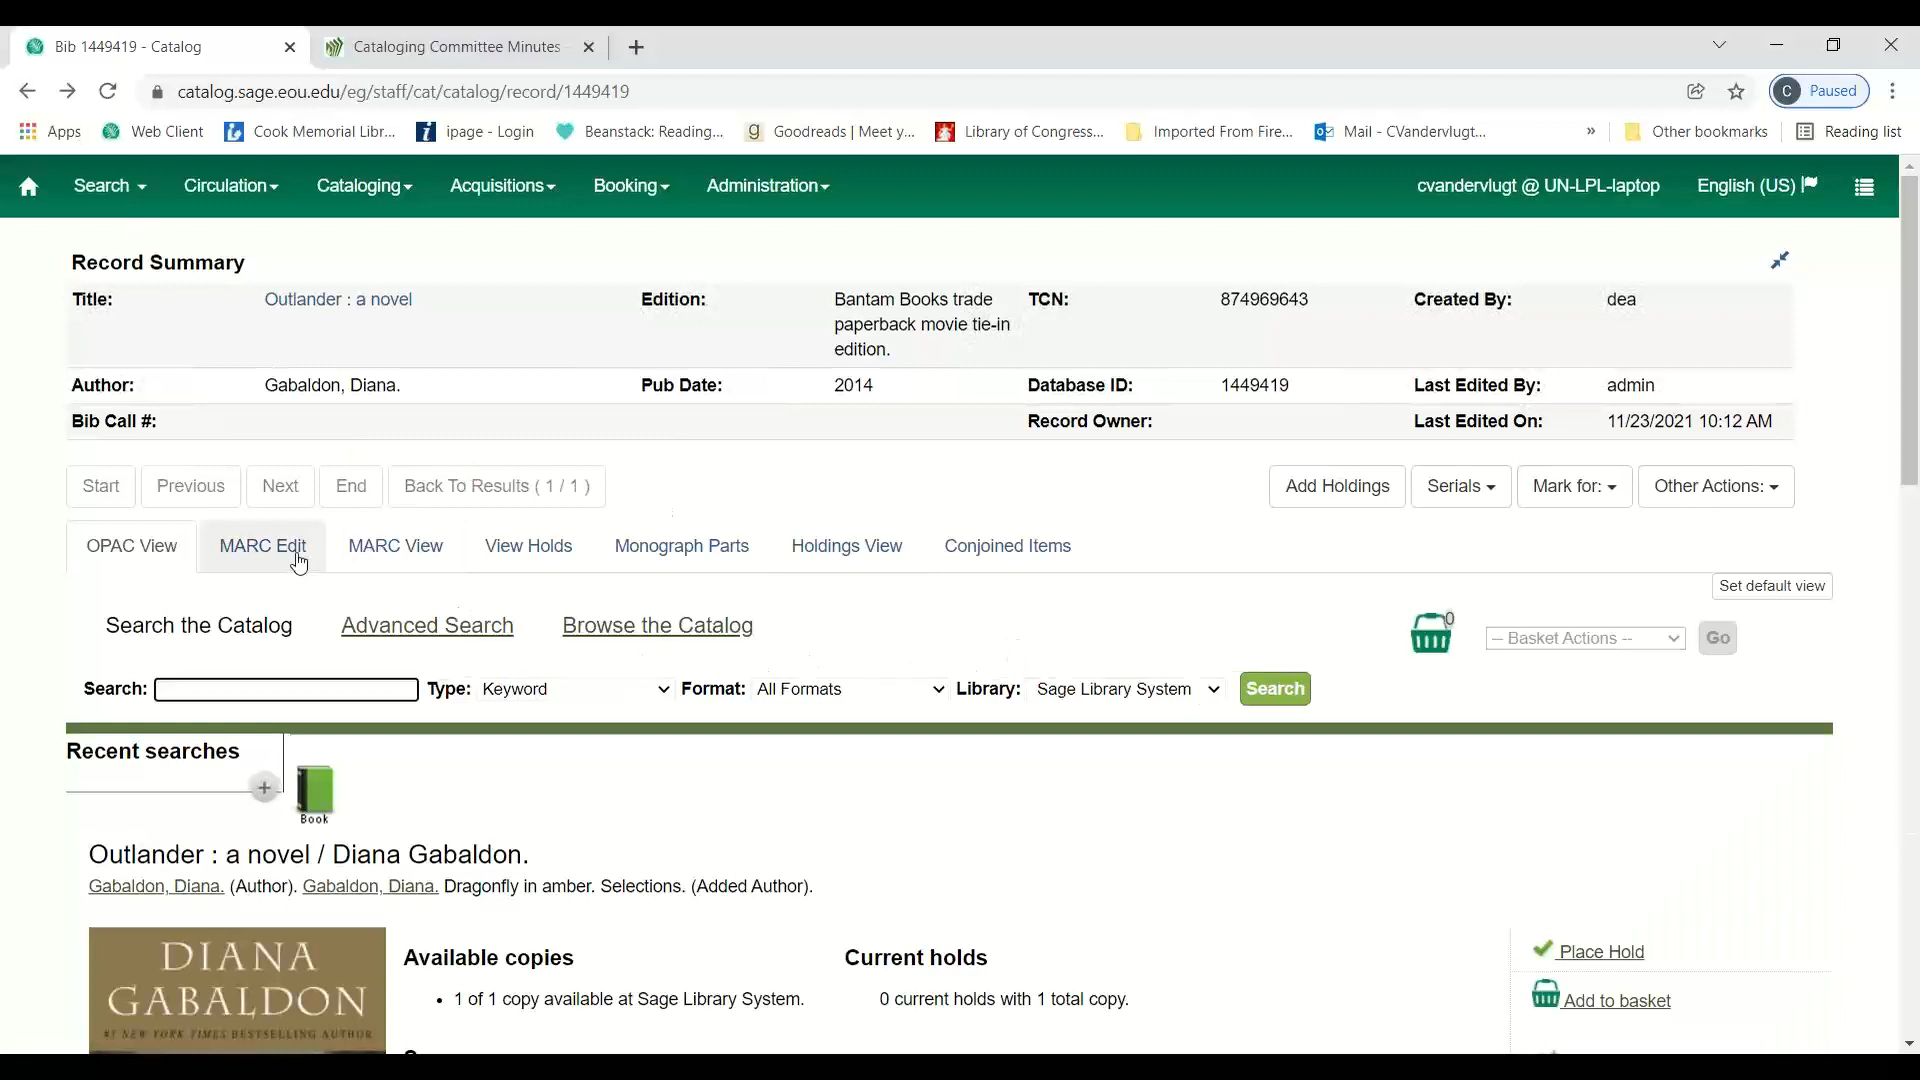 Bib 1449419 - Catalog
Cataloging Committee Minutes
catalog.sage.eou.edu/eg/staff/cat/catalog/record/1449419
C Paused
Apps Web Client Cook Memorial Libr... ipage - Login Beanstack: Reading... g Goodreads | Meet y... Library of Congress... Imported From Fire... Mail - CVandervlugt... » Other bookmarks Reading list
Search Circulation Cataloging Acquisitions Booking Administration cvandervlugt @ UN-LPL-laptop English (US)
Record Summary
Title: Outlander : a novel Edition: Bantam Books trade paperback movie tie-in edition. TCN: 874969643 Created By: dea
Author: Gabaldon, Diana. Pub Date: 2014 Database ID: 1449419 Last Edited By: admin
Bib Call #: Record Owner: Last Edited On: 11/23/2021 10:12 AM
Start Previous Next End Back To Results ( 1 / 1 ) Add Holdings Serials Mark for: Other Actions:
OPAC View MARC Edit MARC View View Holds Monograph Parts Holdings View Conjoined Items
Set default view
Search the Catalog Advanced Search Browse the Catalog 0 -- Basket Actions -- Go
Search: Type: Keyword Format: All Formats Library: Sage Library System Search
Recent searches
+
Book
Outlander : a novel / Diana Gabaldon.
Gabaldon, Diana. (Author). Gabaldon, Diana. Dragonfly in amber. Selections. (Added Author).
DIANA
GABALDON
#1 NEW YORK TIMES BESTSELLING AUTHOR
Available copies
• 1 of 1 copy available at Sage Library System.
Current holds
0 current holds with 1 total copy.
Place Hold
Add to basket